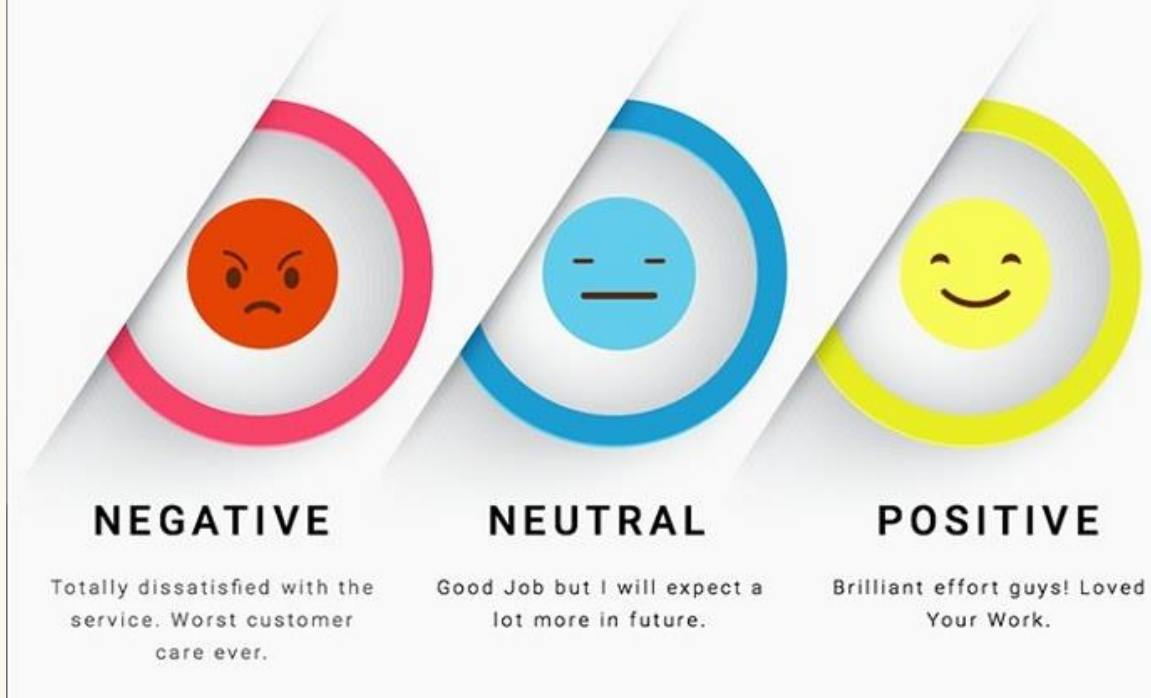 NEGATIVE
Totally dissatisfied with the
service. Worst customer
care ever.
NEUTRAL
Good Job but I will expect a
lot more in future.
POSITIVE
Brilliant effort guys! Loved
Your Work.